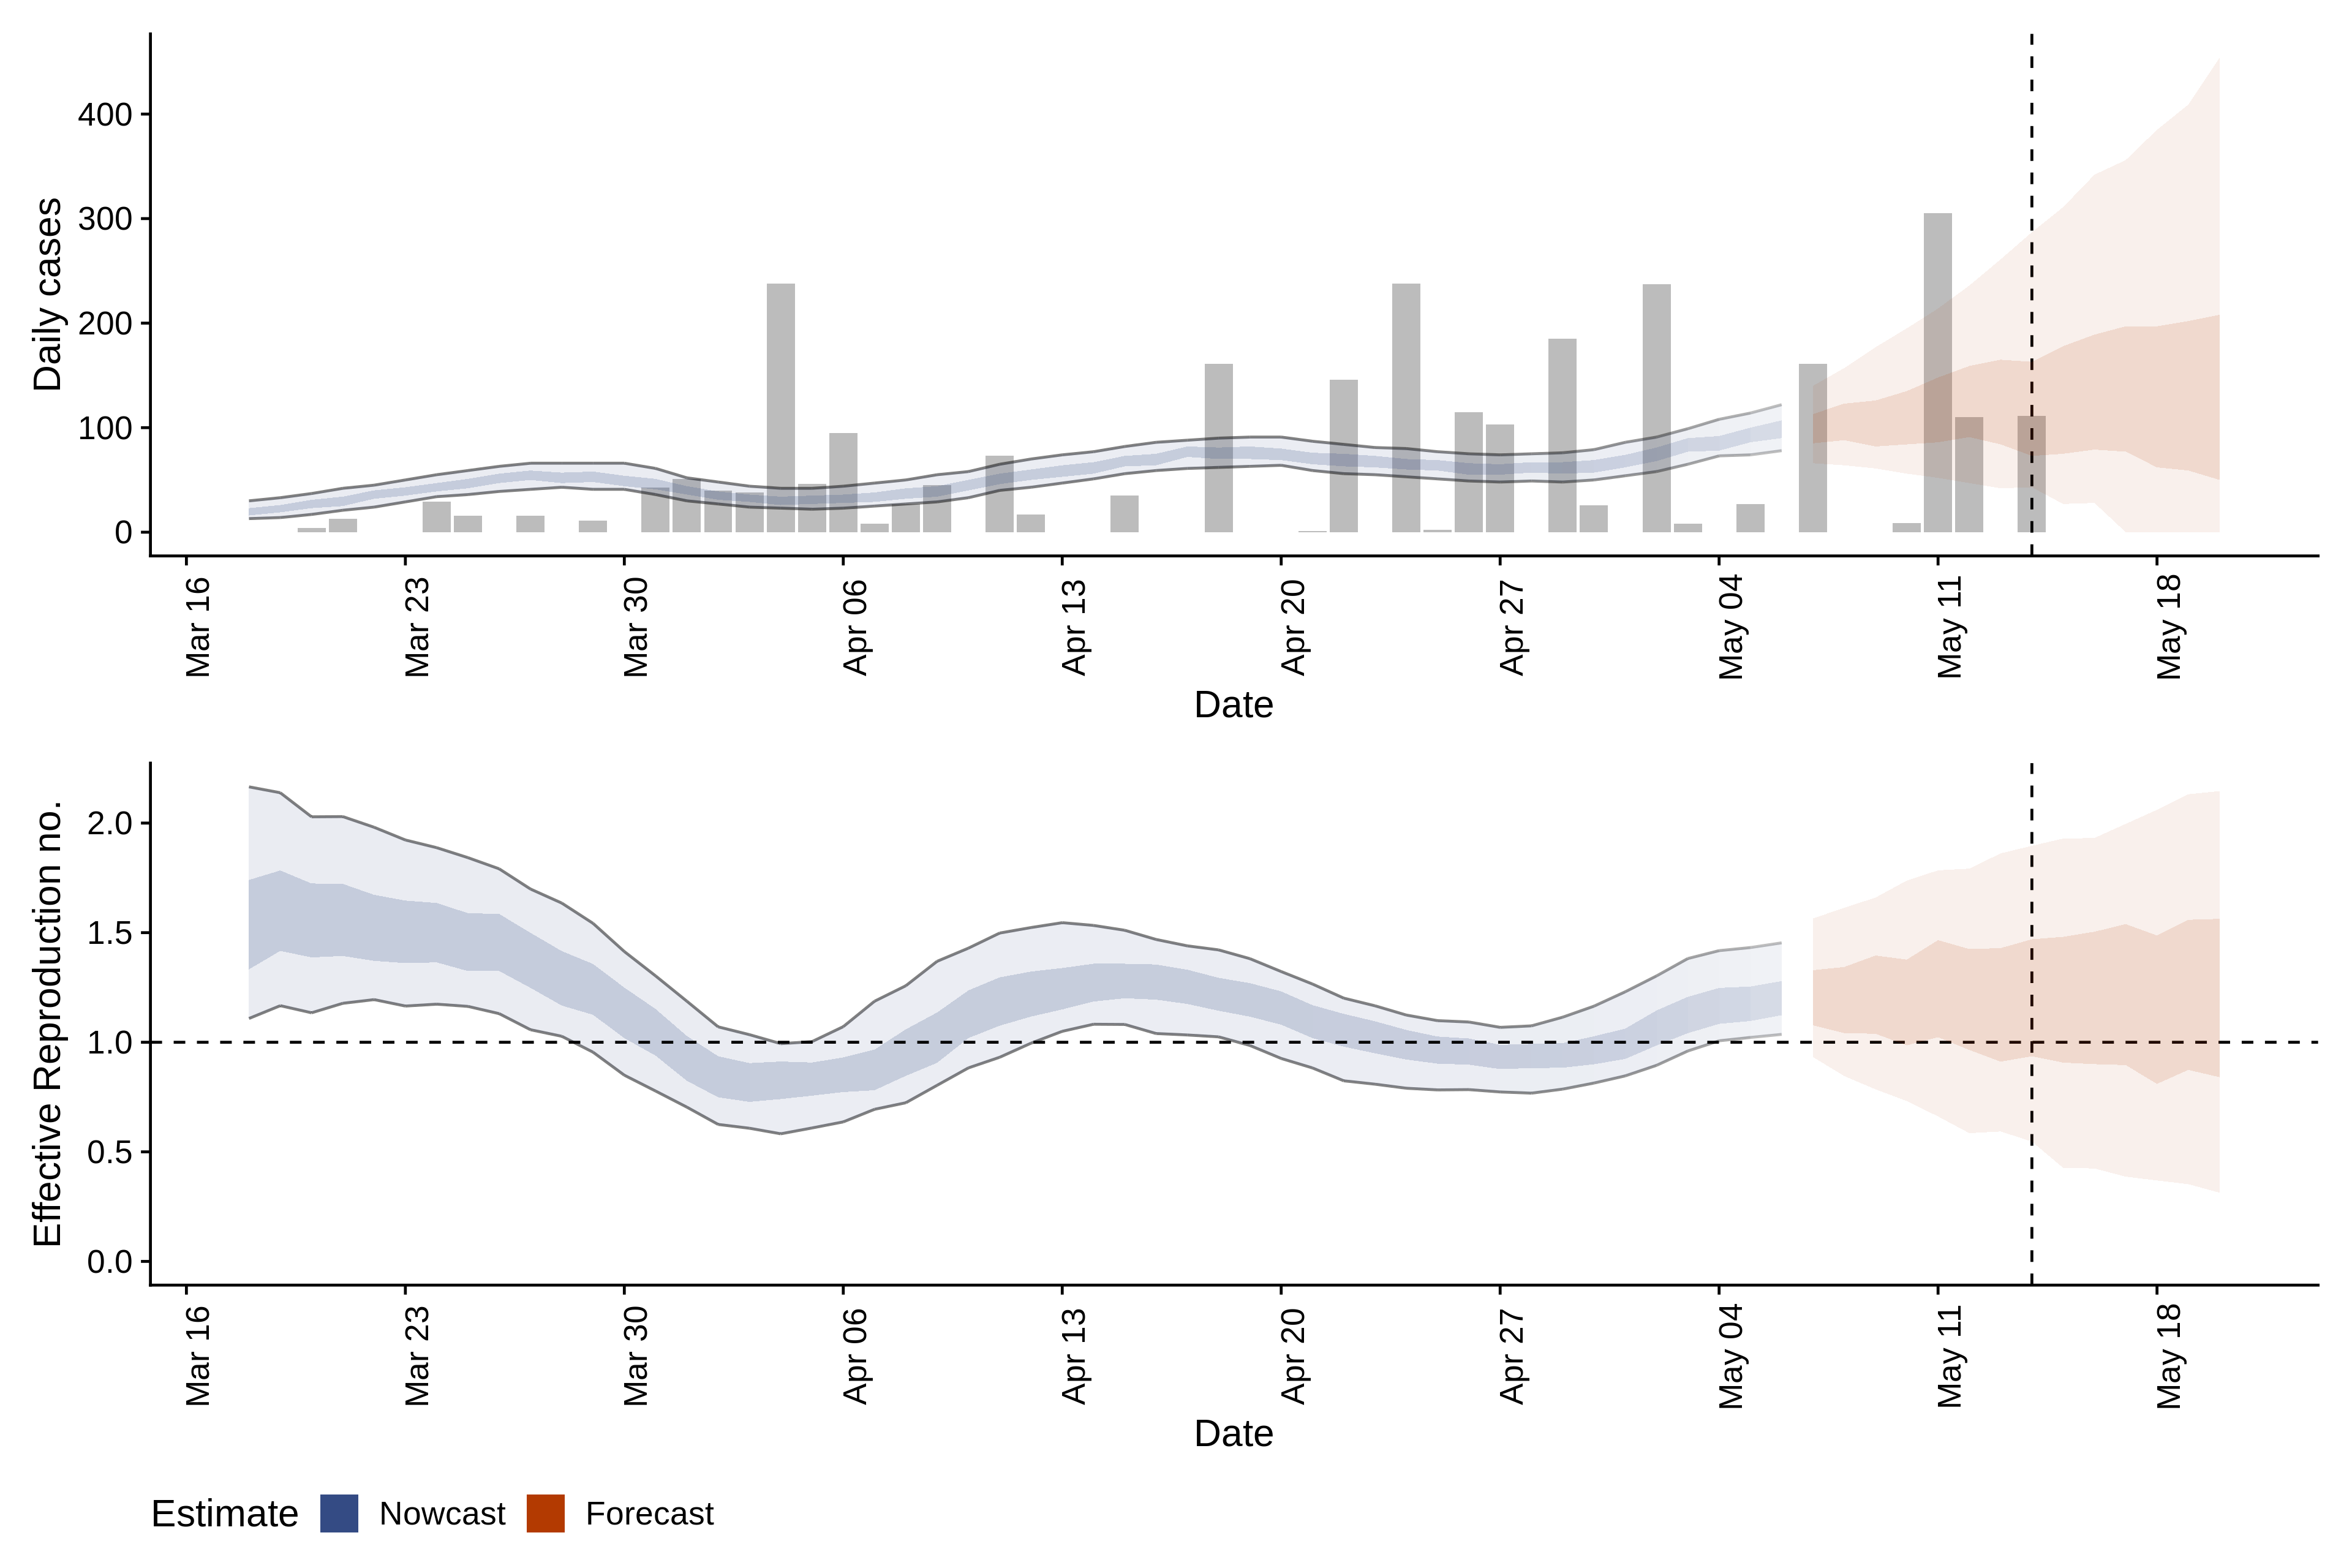 Daily cases
400
300
200
100
0
Mar 16 Mar 23 Mar 30 Apr 06 Apr 13 Apr 20 Apr 27 May 04 May 11 May 18
Date
Effective Reproduction no.
2.0
1.5
1.0
0.5
0.0
Mar 16 Mar 23 Mar 30 Apr 06 Apr 13 Apr 20 Apr 27 May 04 May 11 May 18
Date
Estimate Nowcast Forecast